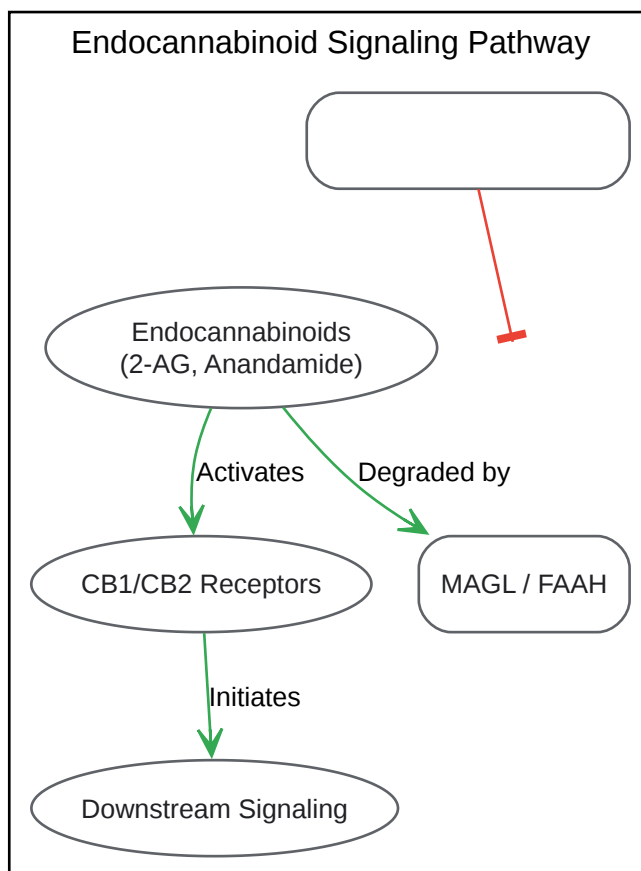 Endocannabinoid Signaling Pathway
Endocannabinoids
(2-AG, Anandamide)
Activates
Degraded by
CB1/CB2 Receptors
MAGL / FAAH
Initiates
Downstream Signaling